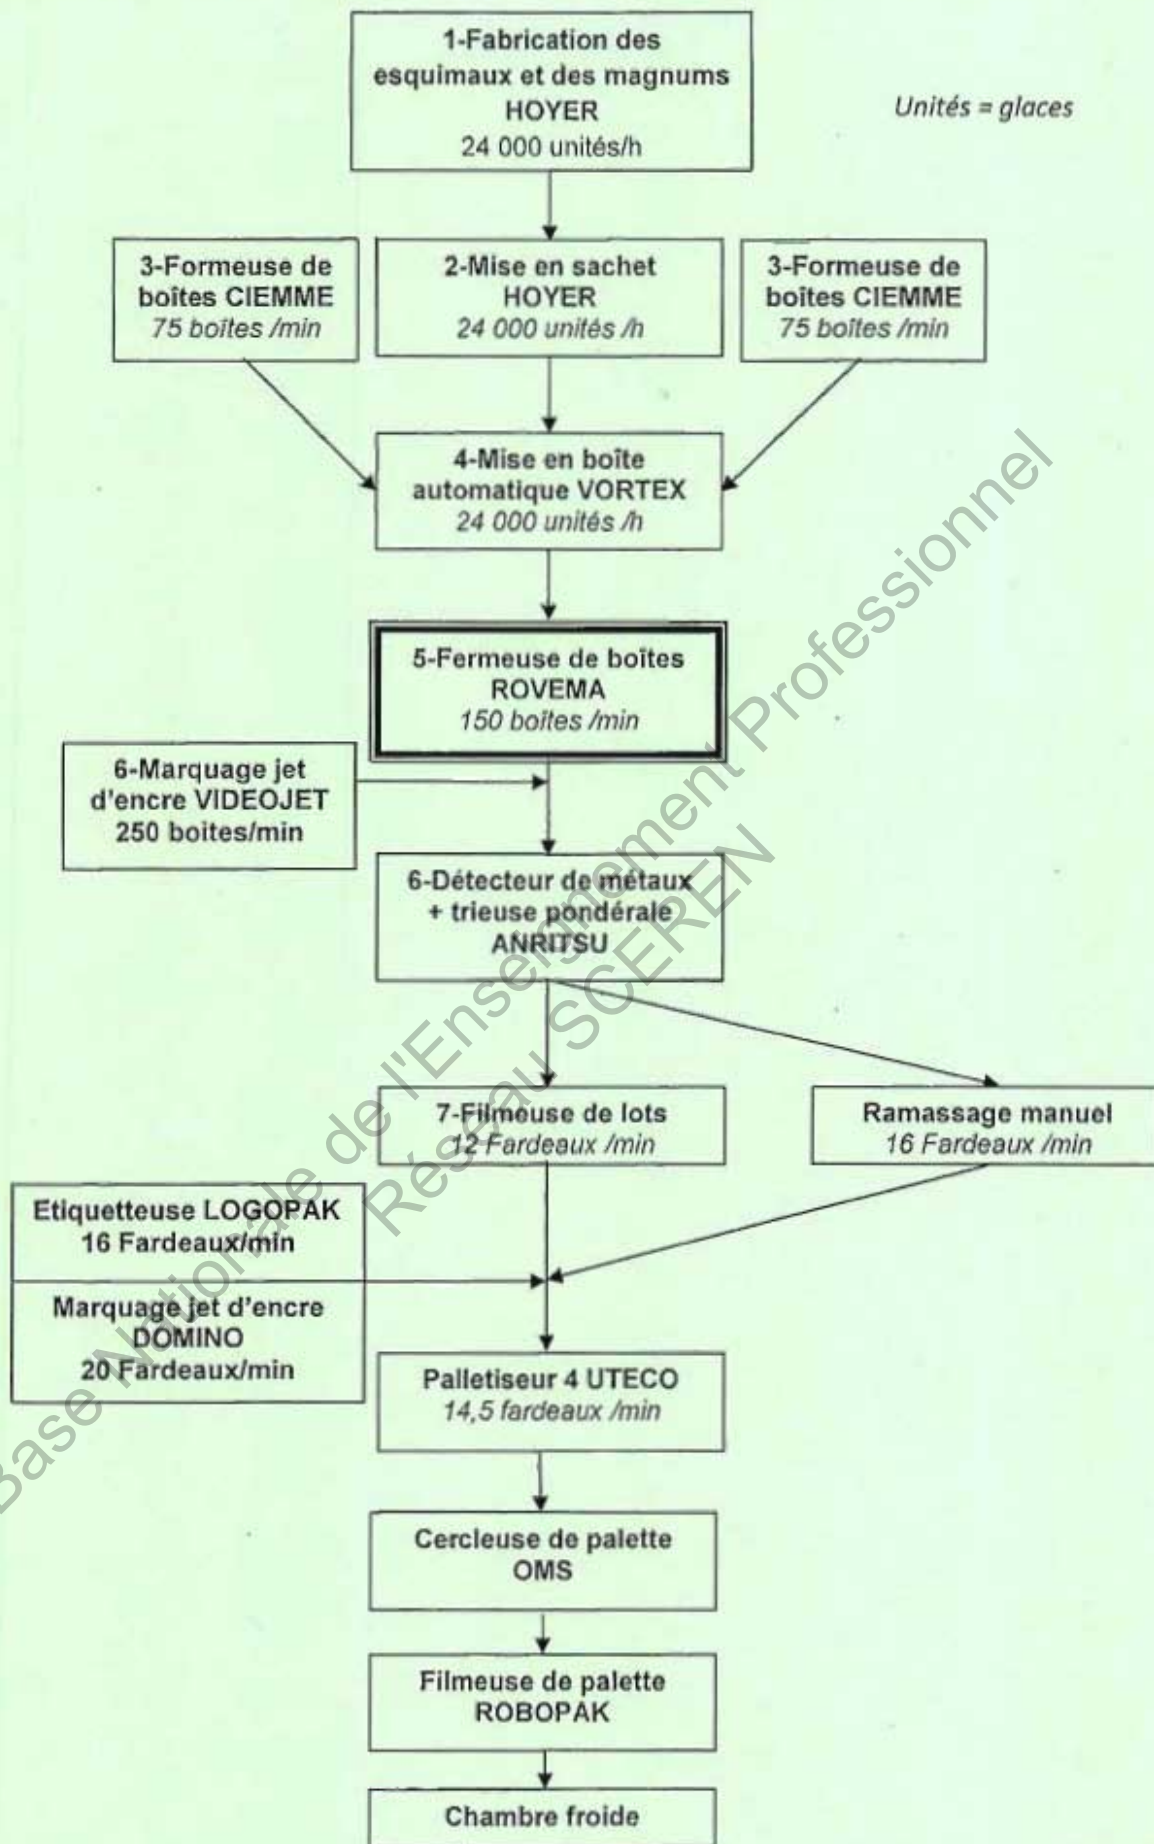 1-Fabrication des
esquimaux et des magnums
HOYER
24 000 unités/h
Unités = glaces
3-Formeuse de
boîtes CIEMME
75 boîtes /min
2-Mise en sachet
HOYER
24 000 unités /h
3-Formeuse de
boîtes CIEMME
75 boîtes /min
4-Mise en boîte
automatique VORTEX
24 000 unités /h
5-Fermeuse de boîtes
ROVEMA
150 boîtes /min
6-Marquage jet
d'encre VIDEOJET
250 boites/min
6-Détecteur de métaux
+ trieuse pondérale
ANRITSU
7-Filmeuse de lots
12 Fardeaux /min
Ramassage manuel
16 Fardeaux /min
Etiquetteuse LOGOPAK
16 Fardeaux/min
Marquage jet d'encre
DOMINO
20 Fardeaux/min
Palletiseur 4 UTECO
14,5 fardeaux /min
Cercleuse de palette
OMS
Filmeuse de palette
ROBOPAK
Chambre froide
Base Nationale de l'Enseignement Professionnel
Réseau SCEREN